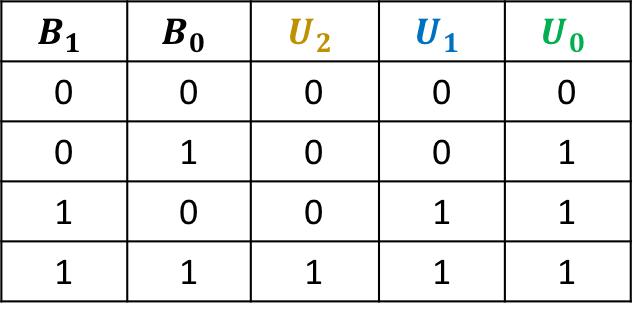 B₁ B₀ U₂ U₁ U₀
0 0 0 0 0
0 1 0 0 1
1 0 0 1 1
1 1 1 1 1